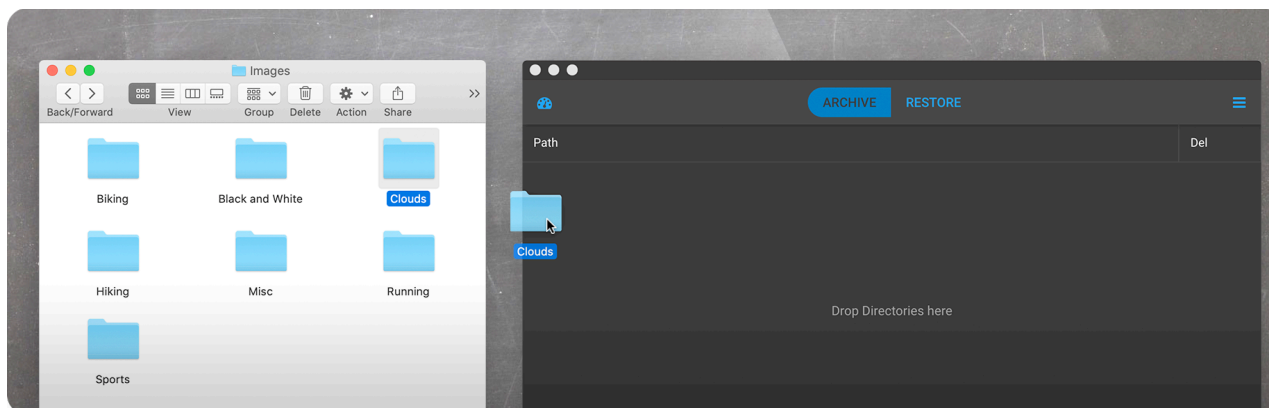 Images
Back/Forward View Group Delete Action Share
Biking Black and White Clouds
Hiking Misc Running
Sports
ARCHIVE RESTORE
Path Del
Clouds
Drop Directories here